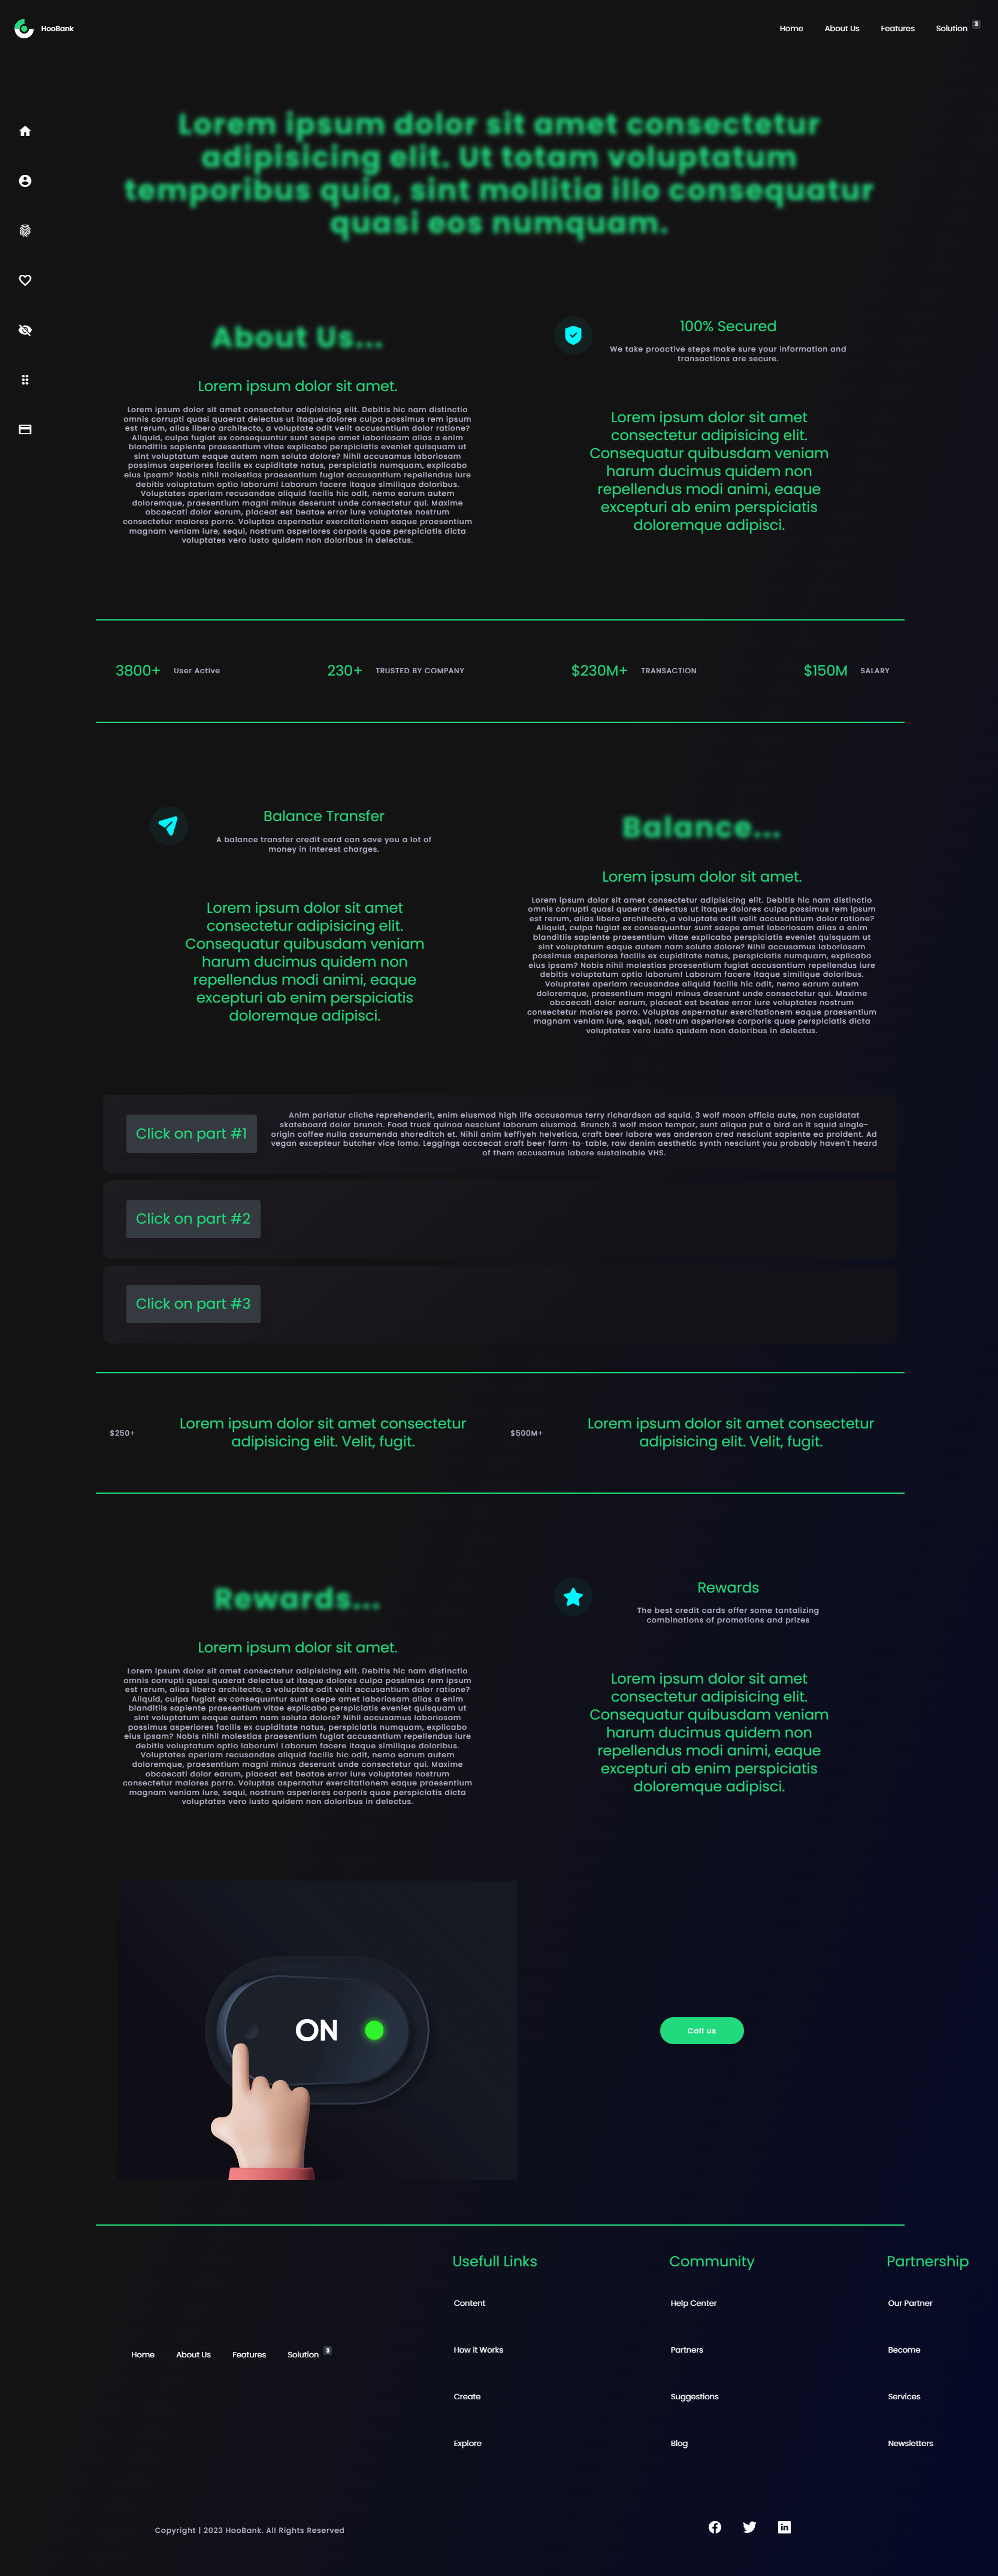 HooBank
Home
About Us
Features
Solution
3
Lorem ipsum dolor sit amet consectetur
adipisicing elit. Ut totam voluptatum
temporibus quia, sint mollitia illo consequatur
quasi eos numquam.
About Us...
Lorem ipsum dolor sit amet.
Lorem ipsum dolor sit amet consectetur adipisicing elit. Debitis hic nam distinctio
omnis corrupti quasi quaerat delectus ut itaque dolores culpa possimus rem ipsum
est rerum, alias libero architecto, a voluptate odit velit accusantium dolor ratione?
Aliquid, culpa fugiat ex consequuntur sunt saepe amet laboriosam alias a enim
blanditiis sapiente praesentium vitae explicabo perspiciatis eveniet quisquam ut
sint voluptatum eaque autem nam soluta dolore? Nihil accusamus laboriosam
possimus asperiores facilis ex cupiditate natus, perspiciatis numquam, explicabo
eius ipsam? Nobis nihil molestias praesentium fugiat accusantium repellendus iure
debitis voluptatum optio laborum! Laborum facere itaque similique doloribus.
Voluptates aperiam recusandae aliquid facilis hic odit, nemo earum autem
doloremque, praesentium magni minus deserunt unde consectetur qui. Maxime
obcaecati dolor earum, placeat est beatae error iure voluptates nostrum
consectetur maiores porro. Voluptas aspernatur exercitationem eaque praesentium
magnam veniam iure, sequi, nostrum asperiores corporis quae perspiciatis dicta
voluptates vero iusto quidem non doloribus in delectus.
100% Secured
We take proactive steps make sure your information and
transactions are secure.
Lorem ipsum dolor sit amet
consectetur adipisicing elit.
Consequatur quibusdam veniam
harum ducimus quidem non
repellendus modi animi, eaque
excepturi ab enim perspiciatis
doloremque adipisci.
3800+
User Active
230+
TRUSTED BY COMPANY
$230M+
TRANSACTION
$150M
SALARY
Balance Transfer
A balance transfer credit card can save you a lot of
money in interest charges.
Lorem ipsum dolor sit amet
consectetur adipisicing elit.
Consequatur quibusdam veniam
harum ducimus quidem non
repellendus modi animi, eaque
excepturi ab enim perspiciatis
doloremque adipisci.
Balance...
Lorem ipsum dolor sit amet.
Lorem ipsum dolor sit amet consectetur adipisicing elit. Debitis hic nam distinctio
omnis corrupti quasi quaerat delectus ut itaque dolores culpa possimus rem ipsum
est rerum, alias libero architecto, a voluptate odit velit accusantium dolor ratione?
Aliquid, culpa fugiat ex consequuntur sunt saepe amet laboriosam alias a enim
blanditiis sapiente praesentium vitae explicabo perspiciatis eveniet quisquam ut
sint voluptatum eaque autem nam soluta dolore? Nihil accusamus laboriosam
possimus asperiores facilis ex cupiditate natus, perspiciatis numquam, explicabo
eius ipsam? Nobis nihil molestias praesentium fugiat accusantium repellendus iure
debitis voluptatum optio laborum! Laborum facere itaque similique doloribus.
Voluptates aperiam recusandae aliquid facilis hic odit, nemo earum autem
doloremque, praesentium magni minus deserunt unde consectetur qui. Maxime
obcaecati dolor earum, placeat est beatae error iure voluptates nostrum
consectetur maiores porro. Voluptas aspernatur exercitationem eaque praesentium
magnam veniam iure, sequi, nostrum asperiores corporis quae perspiciatis dicta
voluptates vero iusto quidem non doloribus in delectus.
Click on part #1
Anim pariatur cliche reprehenderit, enim eiusmod high life accusamus terry richardson ad squid. 3 wolf moon officia aute, non cupidatat
skateboard dolor brunch. Food truck quinoa nesciunt laborum eiusmod. Brunch 3 wolf moon tempor, sunt aliqua put a bird on it squid single-
origin coffee nulla assumenda shoreditch et. Nihil anim keffiyeh helvetica, craft beer labore wes anderson cred nesciunt sapiente ea proident. Ad
vegan excepteur butcher vice lomo. Leggings occaecat craft beer farm-to-table, raw denim aesthetic synth nesciunt you probably haven't heard
of them accusamus labore sustainable VHS.
Click on part #2
Click on part #3
$250+
Lorem ipsum dolor sit amet consectetur
adipisicing elit. Velit, fugit.
$500M+
Lorem ipsum dolor sit amet consectetur
adipisicing elit. Velit, fugit.
Rewards...
Lorem ipsum dolor sit amet.
Lorem ipsum dolor sit amet consectetur adipisicing elit. Debitis hic nam distinctio
omnis corrupti quasi quaerat delectus ut itaque dolores culpa possimus rem ipsum
est rerum, alias libero architecto, a voluptate odit velit accusantium dolor ratione?
Aliquid, culpa fugiat ex consequuntur sunt saepe amet laboriosam alias a enim
blanditiis sapiente praesentium vitae explicabo perspiciatis eveniet quisquam ut
sint voluptatum eaque autem nam soluta dolore? Nihil accusamus laboriosam
possimus asperiores facilis ex cupiditate natus, perspiciatis numquam, explicabo
eius ipsam? Nobis nihil molestias praesentium fugiat accusantium repellendus iure
debitis voluptatum optio laborum! Laborum facere itaque similique doloribus.
Voluptates aperiam recusandae aliquid facilis hic odit, nemo earum autem
doloremque, praesentium magni minus deserunt unde consectetur qui. Maxime
obcaecati dolor earum, placeat est beatae error iure voluptates nostrum
consectetur maiores porro. Voluptas aspernatur exercitationem eaque praesentium
magnam veniam iure, sequi, nostrum asperiores corporis quae perspiciatis dicta
voluptates vero iusto quidem non doloribus in delectus.
Rewards
The best credit cards offer some tantalizing
combinations of promotions and prizes
Lorem ipsum dolor sit amet
consectetur adipisicing elit.
Consequatur quibusdam veniam
harum ducimus quidem non
repellendus modi animi, eaque
excepturi ab enim perspiciatis
doloremque adipisci.
ON
Call us
Home
About Us
Features
Solution
3
Usefull Links
Content
How it Works
Create
Explore
Community
Help Center
Partners
Suggestions
Blog
Partnership
Our Partner
Become
Services
Newsletters
Copyright | 2023 HooBank. All Rights Reserved